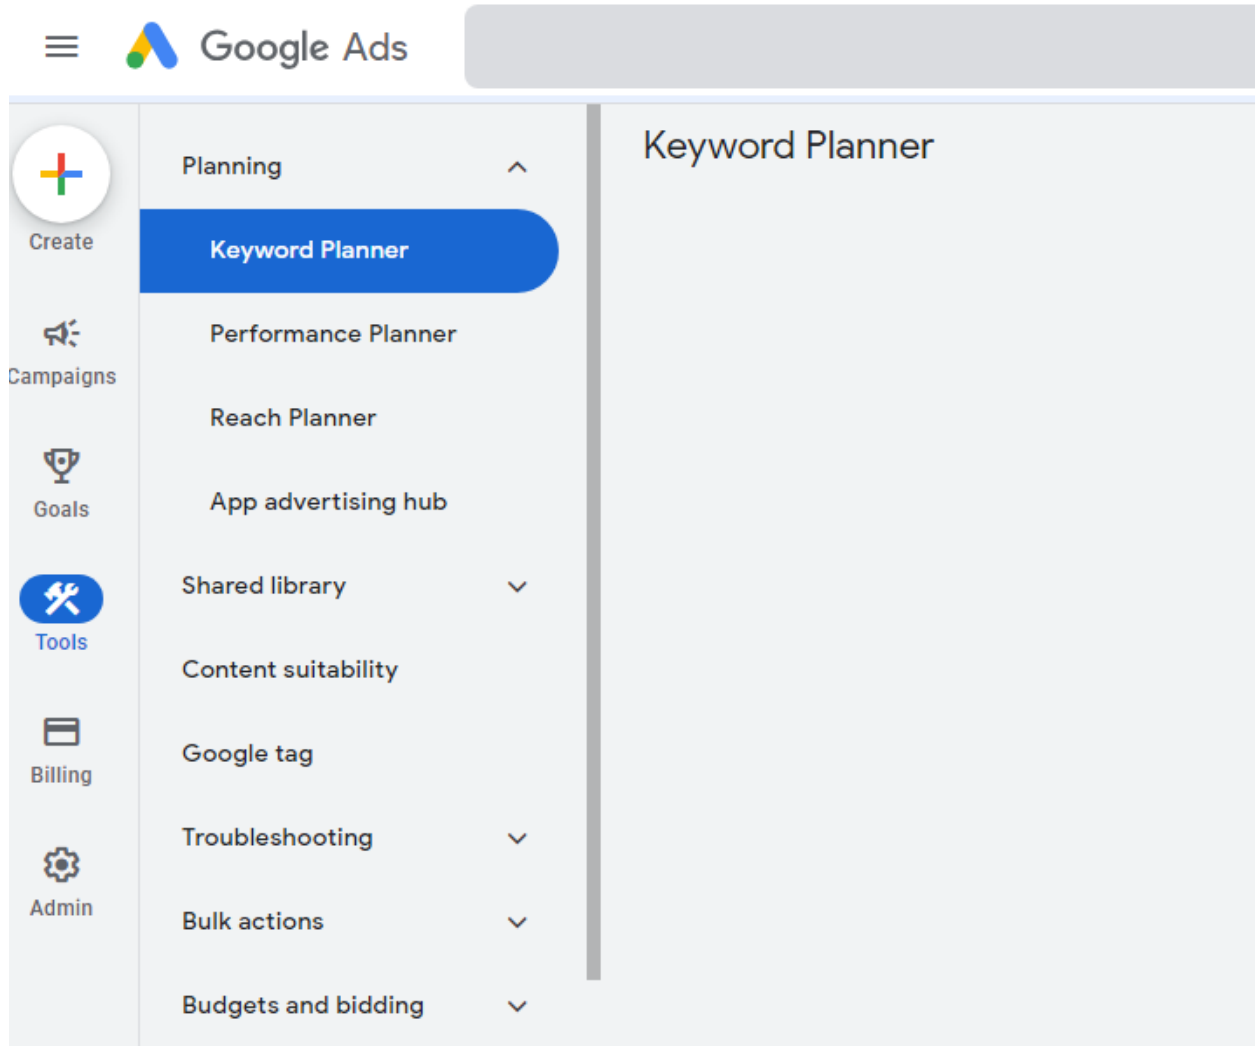 Google Ads
Create
Campaigns
Goals
Tools
Billing
Admin
Planning
Keyword Planner
Performance Planner
Reach Planner
App advertising hub
Shared library
Content suitability
Google tag
Troubleshooting
Bulk actions
Budgets and bidding
Keyword Planner